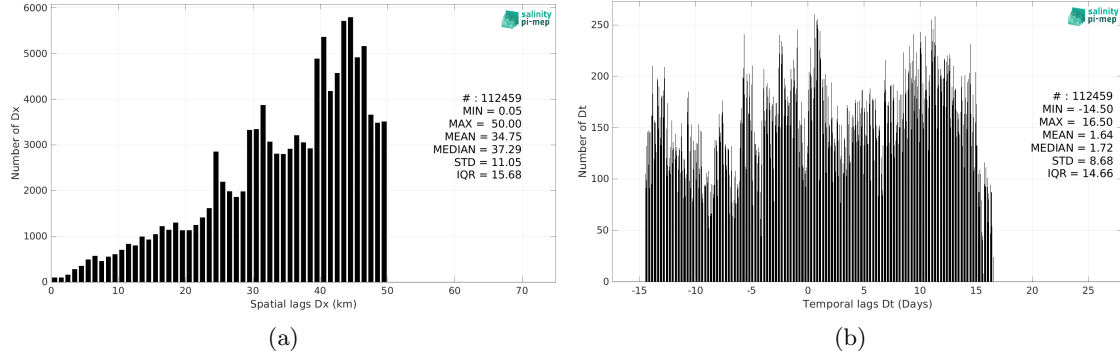 6000
5000
4000
3000
2000
1000
0
Number of Dx
0 10 20 30 40 50 60 70
Spatial lags Dx (km)
salinity
pi-mep
# : 112459
MIN = 0.05
MAX = 50.00
MEAN = 34.75
MEDIAN = 37.29
STD = 11.05
IQR = 15.68
(a)
250
200
150
100
50
0
Number of Dt
-15 -10 -5 0 5 10 15 20 25
Temporal lags Dt (Days)
salinity
pi-mep
# : 112459
MIN = -14.50
MAX = 16.50
MEAN = 1.64
MEDIAN = 1.72
STD = 8.68
IQR = 14.66
(b)